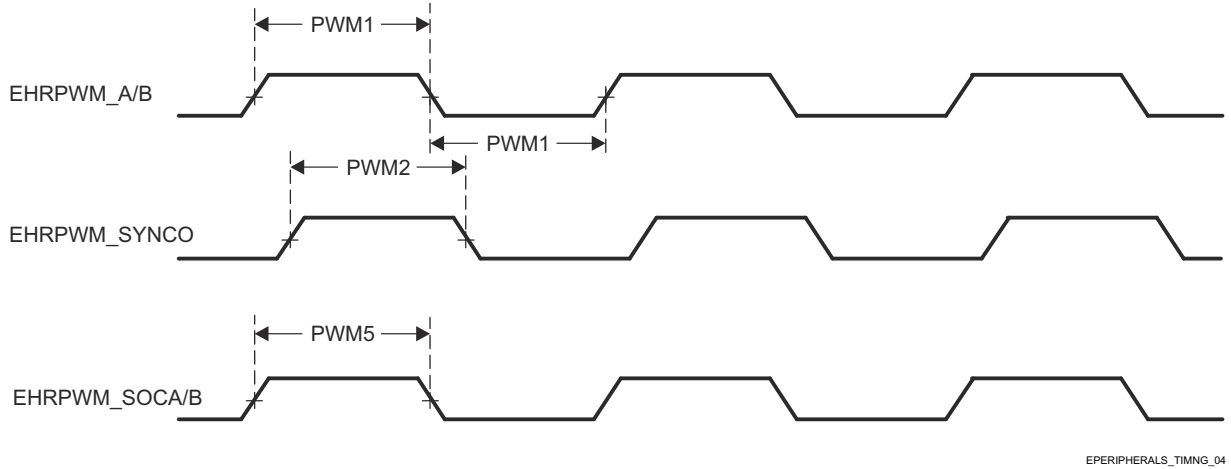 PWM1
EHRPWM_A/B
PWM1
PWM2
EHRPWM_SYNCO
PWM5
EHRPWM_SOCA/B
EPERIPHERALS_TIMNG_04